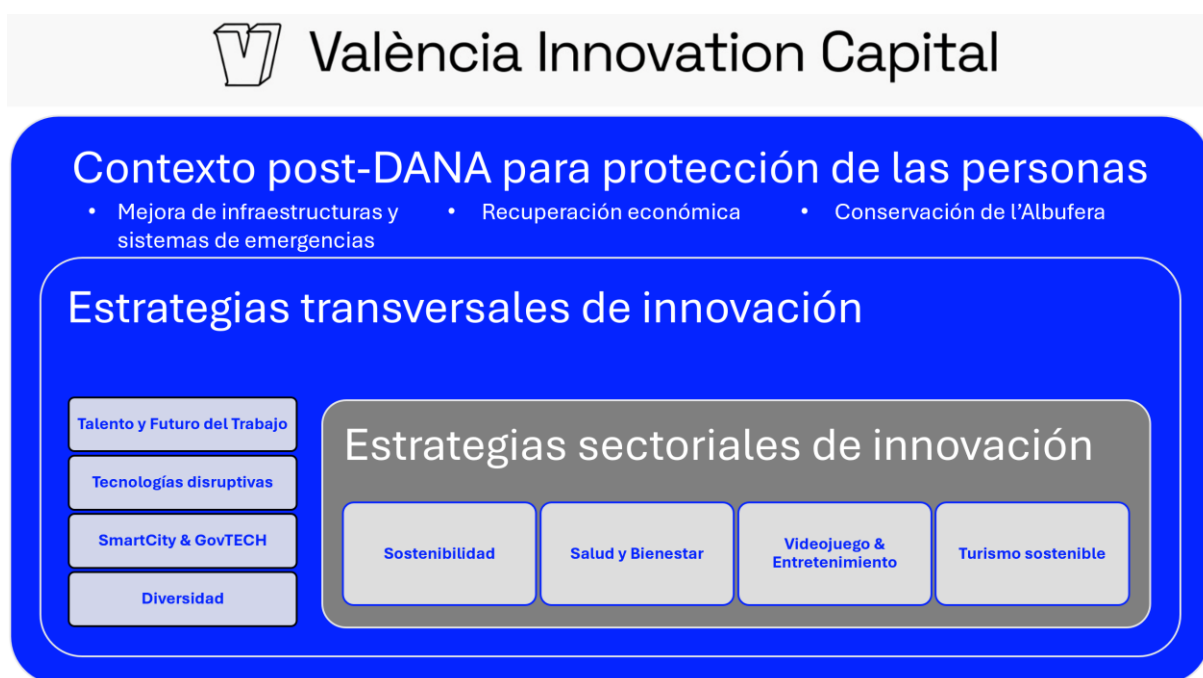 València Innovation Capital
Contexto post-DANA para protección de las personas
• Mejora de infraestructuras y
sistemas de emergencias
• Recuperación económica
• Conservación de l’Albufera
Estrategias transversales de innovación
Talento y Futuro del Trabajo
Tecnologías disruptivas
SmartCity & GovTECH
Diversidad
Estrategias sectoriales de innovación
Sostenibilidad
Salud y Bienestar
Videojuego &
Entretenimiento
Turismo sostenible